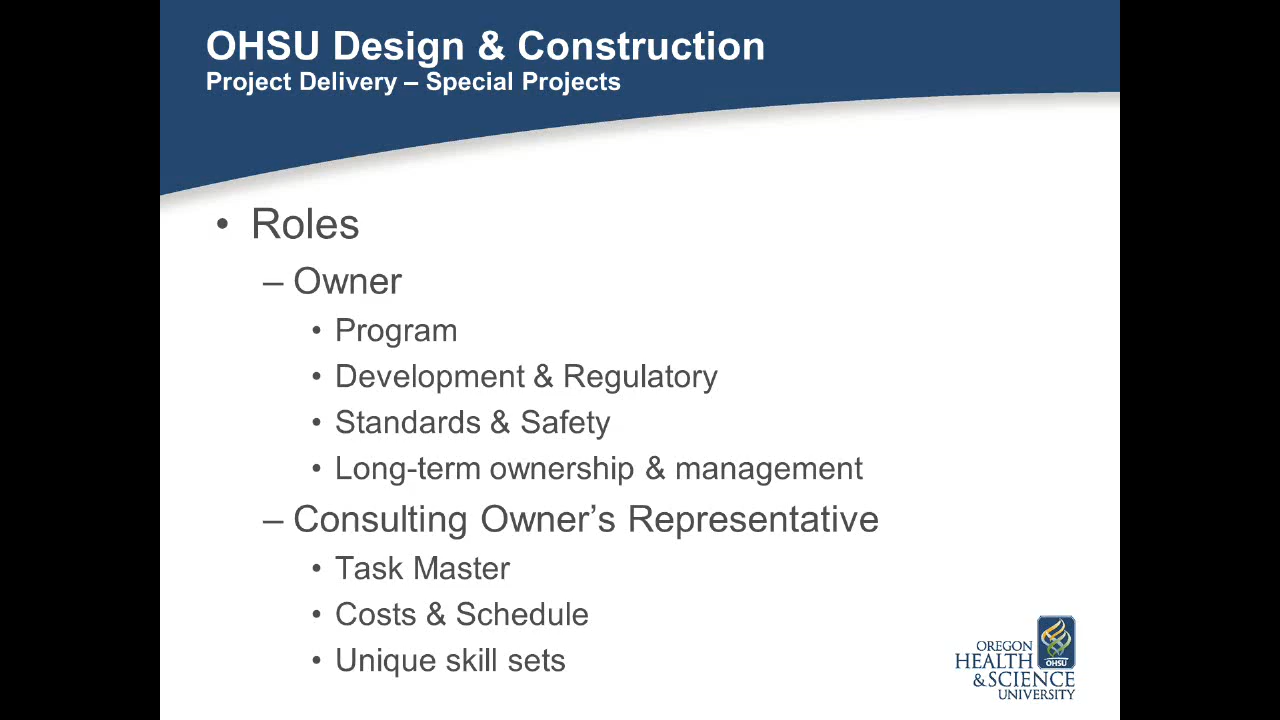 OHSU Design & Construction
Project Delivery – Special Projects
• Roles
– Owner
• Program
• Development & Regulatory
• Standards & Safety
• Long-term ownership & management
– Consulting Owner’s Representative
• Task Master
• Costs & Schedule
• Unique skill sets
OREGON
HEALTH
& SCIENCE
UNIVERSITY
OHSU